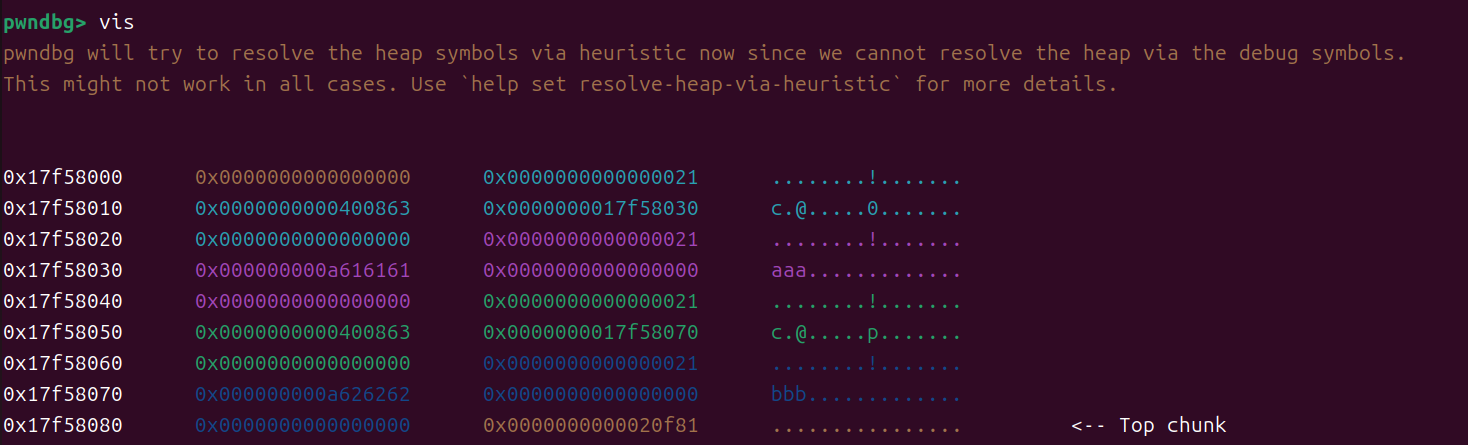 pwndbg> vis
pwndbg will try to resolve the heap symbols via heuristic now since we cannot resolve the heap via the debug symbols.
This might not work in all cases. Use `help set resolve-heap-via-heuristic` for more details.
0x17f58000 0x0000000000000000 0x0000000000000021 ........!.......
0x17f58010 0x0000000000400863 0x0000000017f58030 c.@.....0.......
0x17f58020 0x0000000000000000 0x0000000000000021 ........!.......
0x17f58030 0x000000000a616161 0x0000000000000000 aaa.............
0x17f58040 0x0000000000000000 0x0000000000000021 ........!.......
0x17f58050 0x0000000000400863 0x0000000017f58070 c.@.....p.......
0x17f58060 0x0000000000000000 0x0000000000000021 ........!.......
0x17f58070 0x000000000a626262 0x0000000000000000 bbb.............
0x17f58080 0x0000000000000000 0x0000000000020f81 ................ <-- Top chunk